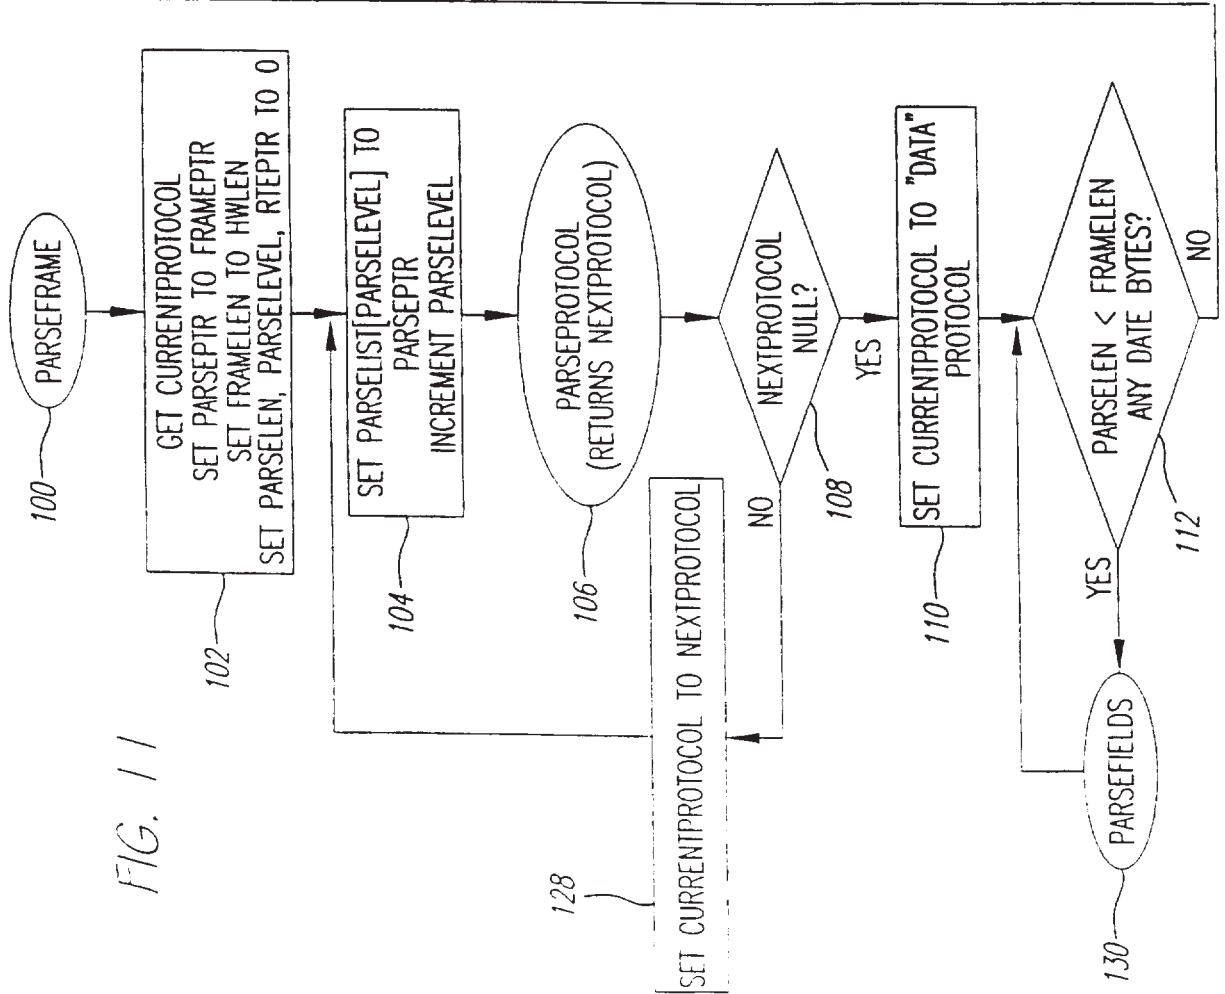 FIG. 11
PARSEFRAME
100
GET CURRENTPROTOCOL
SET PARSEPTR TO FRAMEPTR
SET FRAMELEN TO HWLEN
SET PARSELEN, PARSELEVEL, RTEPTR TO 0
102
SET PARSELIST[PARSELEVEL] TO
PARSEPTR
INCREMENT PARSELEVEL
104
PARSEPROTOCOL
(RETURNS NEXTPROTOCOL)
106
NEXTPROTOCOL
NULL?
108
NO
YES
SET CURRENTPROTOCOL TO NEXTPROTOCOL
128
SET CURRENTPROTOCOL TO "DATA"
PROTOCOL
110
PARSELEN < FRAMELEN
ANY DATE BYTES?
112
YES
NO
PARSEFIELDS
130